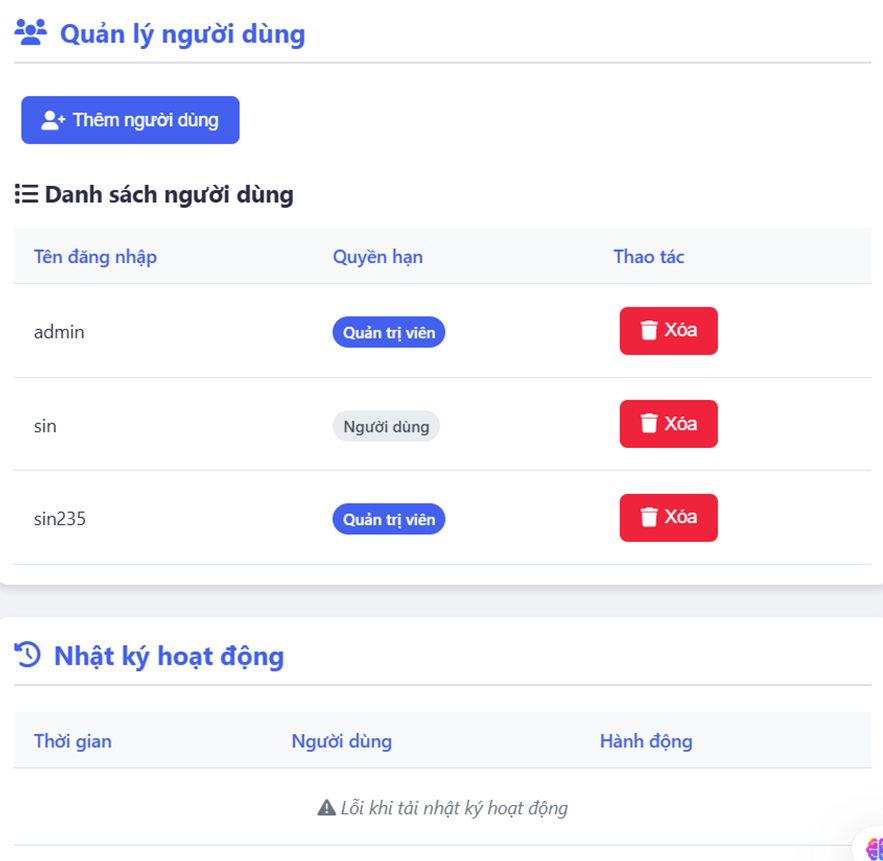 Quản lý người dùng
Thêm người dùng
Danh sách người dùng
Tên đăng nhập Quyền hạn Thao tác
admin Quản trị viên Xóa
sin Người dùng Xóa
sin235 Quản trị viên Xóa
Nhật ký hoạt động
Thời gian Người dùng Hành động
Lỗi khi tải nhật ký hoạt động